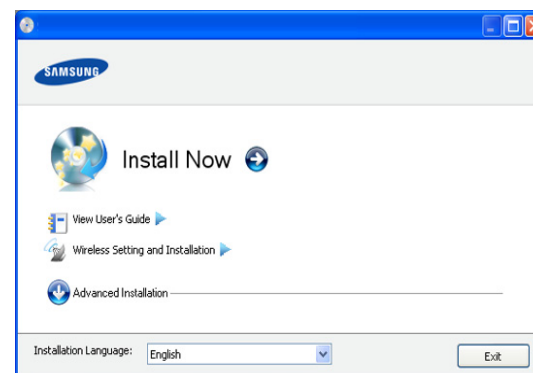 SAMSUNG
Install Now
View User's Guide
Wireless Setting and Installation
Advanced Installation
Installation Language: English
Exit